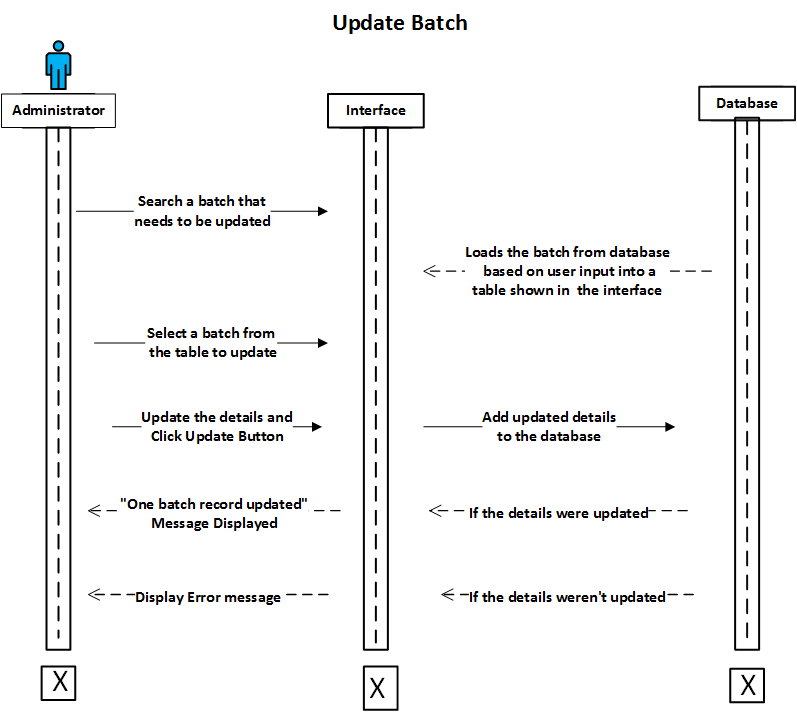 Update Batch
Administrator
Interface
Database
Search a batch that
needs to be updated
Loads the batch from database
based on user input into a
table shown in the interface
Select a batch from
the table to update
Update the details and
Click Update Button
Add updated details
to the database
"One batch record updated"
Message Displayed
If the details were updated
Display Error message
If the details weren't updated
X
X
X